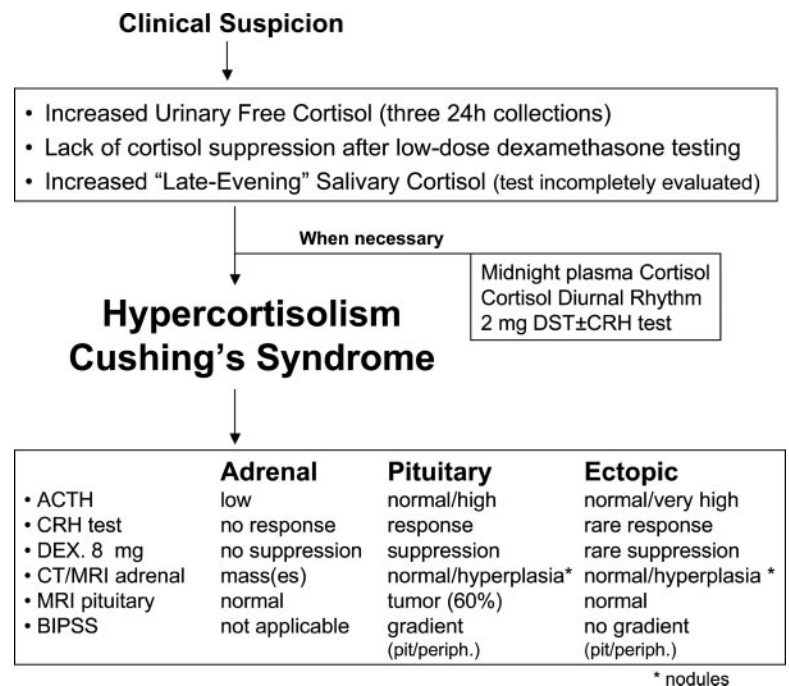 Clinical Suspicion
• Increased Urinary Free Cortisol (three 24h collections)
• Lack of cortisol suppression after low-dose dexamethasone testing
• Increased “Late-Evening” Salivary Cortisol (test incompletely evaluated)
When necessary
Midnight plasma Cortisol
Cortisol Diurnal Rhythm
2 mg DST±CRH test
Hypercortisolism
Cushing’s Syndrome
Adrenal Pituitary Ectopic
• ACTH low normal/high normal/very high
• CRH test no response response rare response
• DEX. 8 mg no suppression suppression rare suppression
• CT/MRI adrenal mass(es) normal/hyperplasia* normal/hyperplasia *
• MRI pituitary normal tumor (60%) normal
• BIPSS not applicable gradient no gradient
(pit/periph.) (pit/periph.)
* nodules